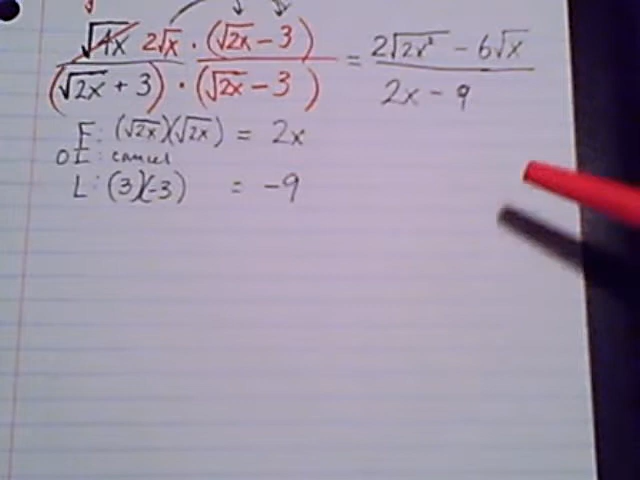 √4x 2√x · (√2x - 3) / (√2x + 3) · (√2x - 3) = 2√2x² - 6√x / 2x - 9
F: (√2x)(√2x) = 2x
OI: cancel
L: (3)(-3) = -9